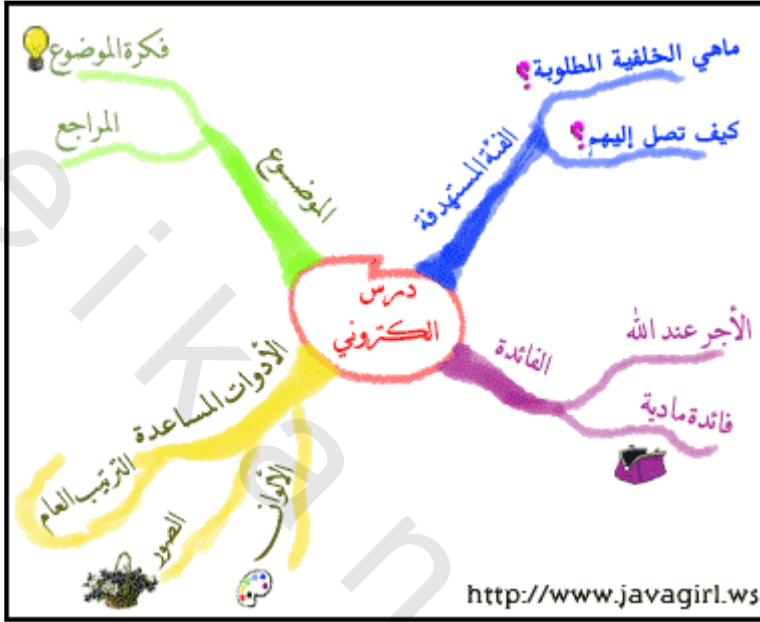 درس
الكتروني
الفئة المستهدفة
ماهي الخلفية المطلوبة؟
كيف تصل إليهم؟
الفائدة
الأجر عند الله
فائدة مادية
الأدوات المساعدة
الألوان
الصور
الترتيب العام
الموضوع
فكرة الموضوع
المراجع
http://www.javagirl.ws
e i k a n